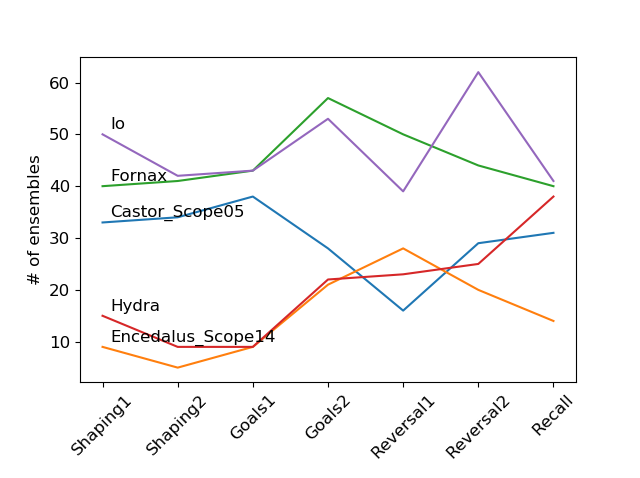 # of ensembles
60
50
40
30
20
10
Io
Fornax
Castor_Scope05
Hydra
Encedalus_Scope14
Shaping1
Shaping2
Goals1
Goals2
Reversal1
Reversal2
Recall